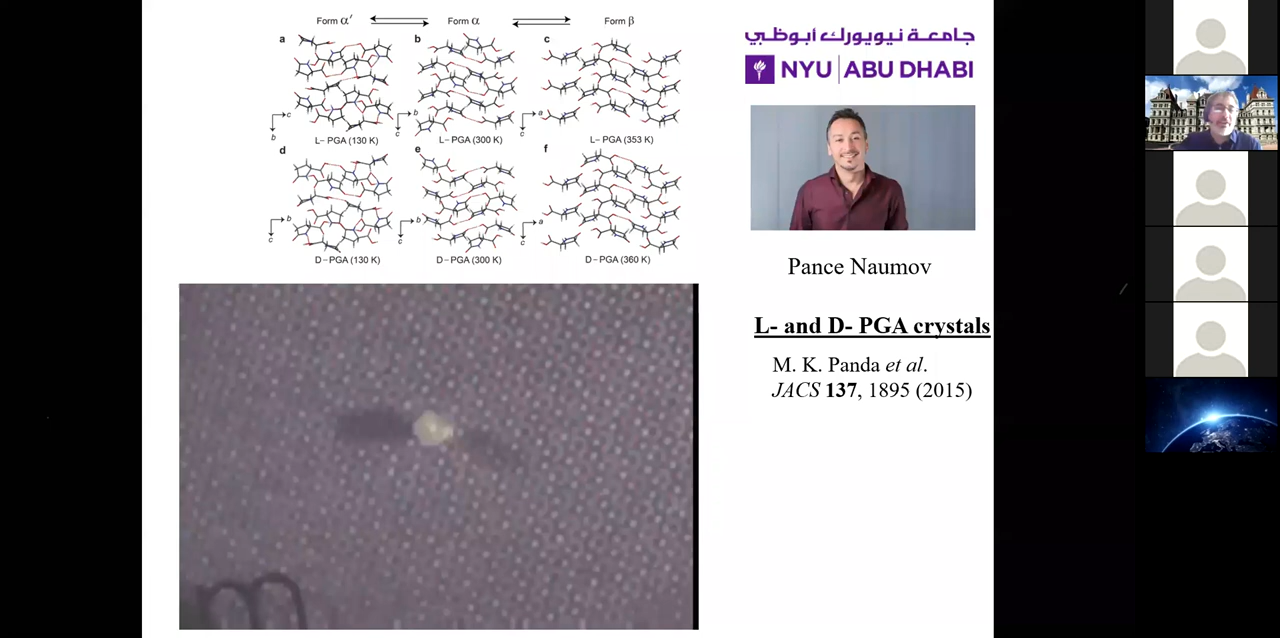 Form α′
Form α
Form β
a
b
c
c
b
b
c
a
c
L– PGA (130 K)
L– PGA (300 K)
L– PGA (353 K)
d
e
f
b
c
b
c
a
c
D– PGA (130 K)
D– PGA (300 K)
D– PGA (360 K)
جامعة نيويورك أبوظبي
NYU | ABU DHABI
Pance Naumov
L- and D- PGA crystals
M. K. Panda et al.
JACS 137, 1895 (2015)